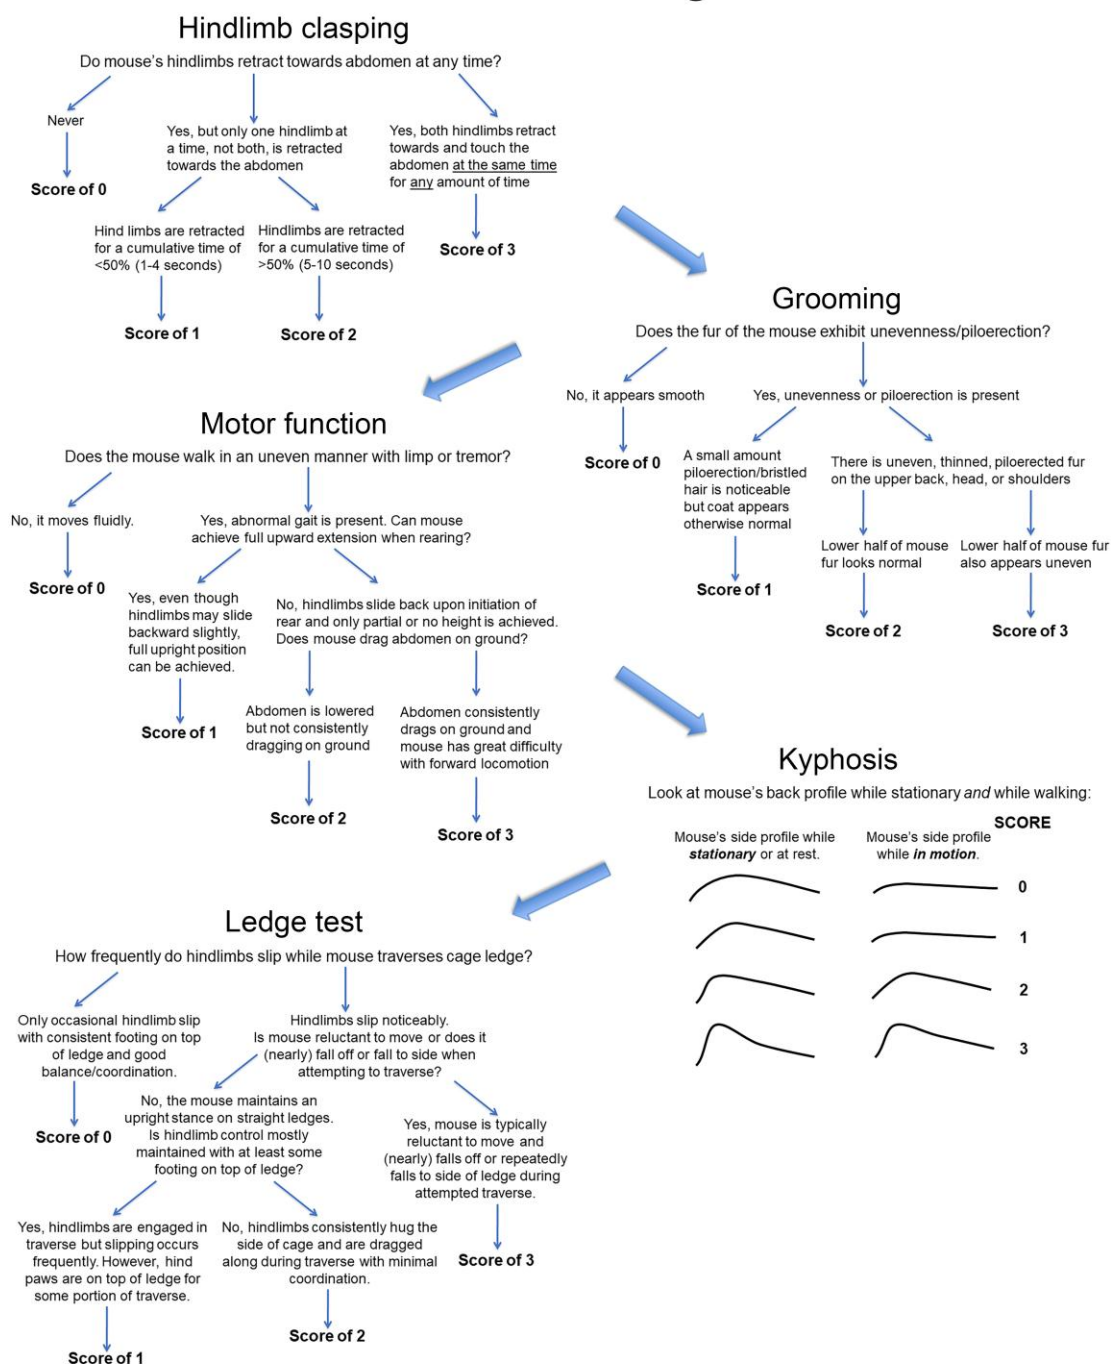 Hindlimb clasping
Do mouse's hindlimbs retract towards abdomen at any time?
Never
Score of 0
Yes, but only one hindlimb at
a time, not both, is retracted
towards the abdomen
Yes, both hindlimbs retract
towards and touch the
abdomen at the same time
for any amount of time
Hind limbs are retracted
for a cumulative time of
<50% (1-4 seconds)
Hindlimbs are retracted
for a cumulative time of
>50% (5-10 seconds)
Score of 3
Score of 1
Score of 2
Grooming
Does the fur of the mouse exhibit unevenness/piloerection?
No, it appears smooth
Yes, unevenness or piloerection is present
Score of 0
A small amount
piloerection/bristled
hair is noticeable
but coat appears
otherwise normal
There is uneven, thinned, piloerected fur
on the upper back, head, or shoulders
Lower half of mouse
fur looks normal
Lower half of mouse fur
also appears uneven
Score of 1
Score of 2
Score of 3
Motor function
Does the mouse walk in an uneven manner with limp or tremor?
No, it moves fluidly.
Yes, abnormal gait is present. Can mouse
achieve full upward extension when rearing?
Score of 0
Yes, even though
hindlimbs may slide
backward slightly,
full upright position
can be achieved.
No, hindlimbs slide back upon initiation of
rear and only partial or no height is achieved.
Does mouse drag abdomen on ground?
Score of 1
Abdomen is lowered
but not consistently
dragging on ground
Abdomen consistently
drags on ground and
mouse has great difficulty
with forward locomotion
Score of 2
Score of 3
Kyphosis
Look at mouse's back profile while stationary and while walking:
SCORE
Mouse's side profile while
stationary or at rest.
Mouse's side profile
while in motion.
0
1
2
3
Ledge test
How frequently do hindlimbs slip while mouse traverses cage ledge?
Only occasional hindlimb slip
with consistent footing on top
of ledge and good
balance/coordination.
Hindlimbs slip noticeably.
Is mouse reluctant to move or does it
(nearly) fall off or fall to side when
attempting to traverse?
Score of 0
No, the mouse maintains an
upright stance on straight ledges.
Is hindlimb control mostly
maintained with at least some
footing on top of ledge?
Yes, mouse is typically
reluctant to move and
(nearly) falls off or repeatedly
falls to side of ledge during
attempted traverse.
Yes, hindlimbs are engaged in
traverse but slipping occurs
frequently. However, hind
paws are on top of ledge for
some portion of traverse.
No, hindlimbs consistently hug the
side of cage and are dragged
along during traverse with minimal
coordination.
Score of 3
Score of 2
Score of 1